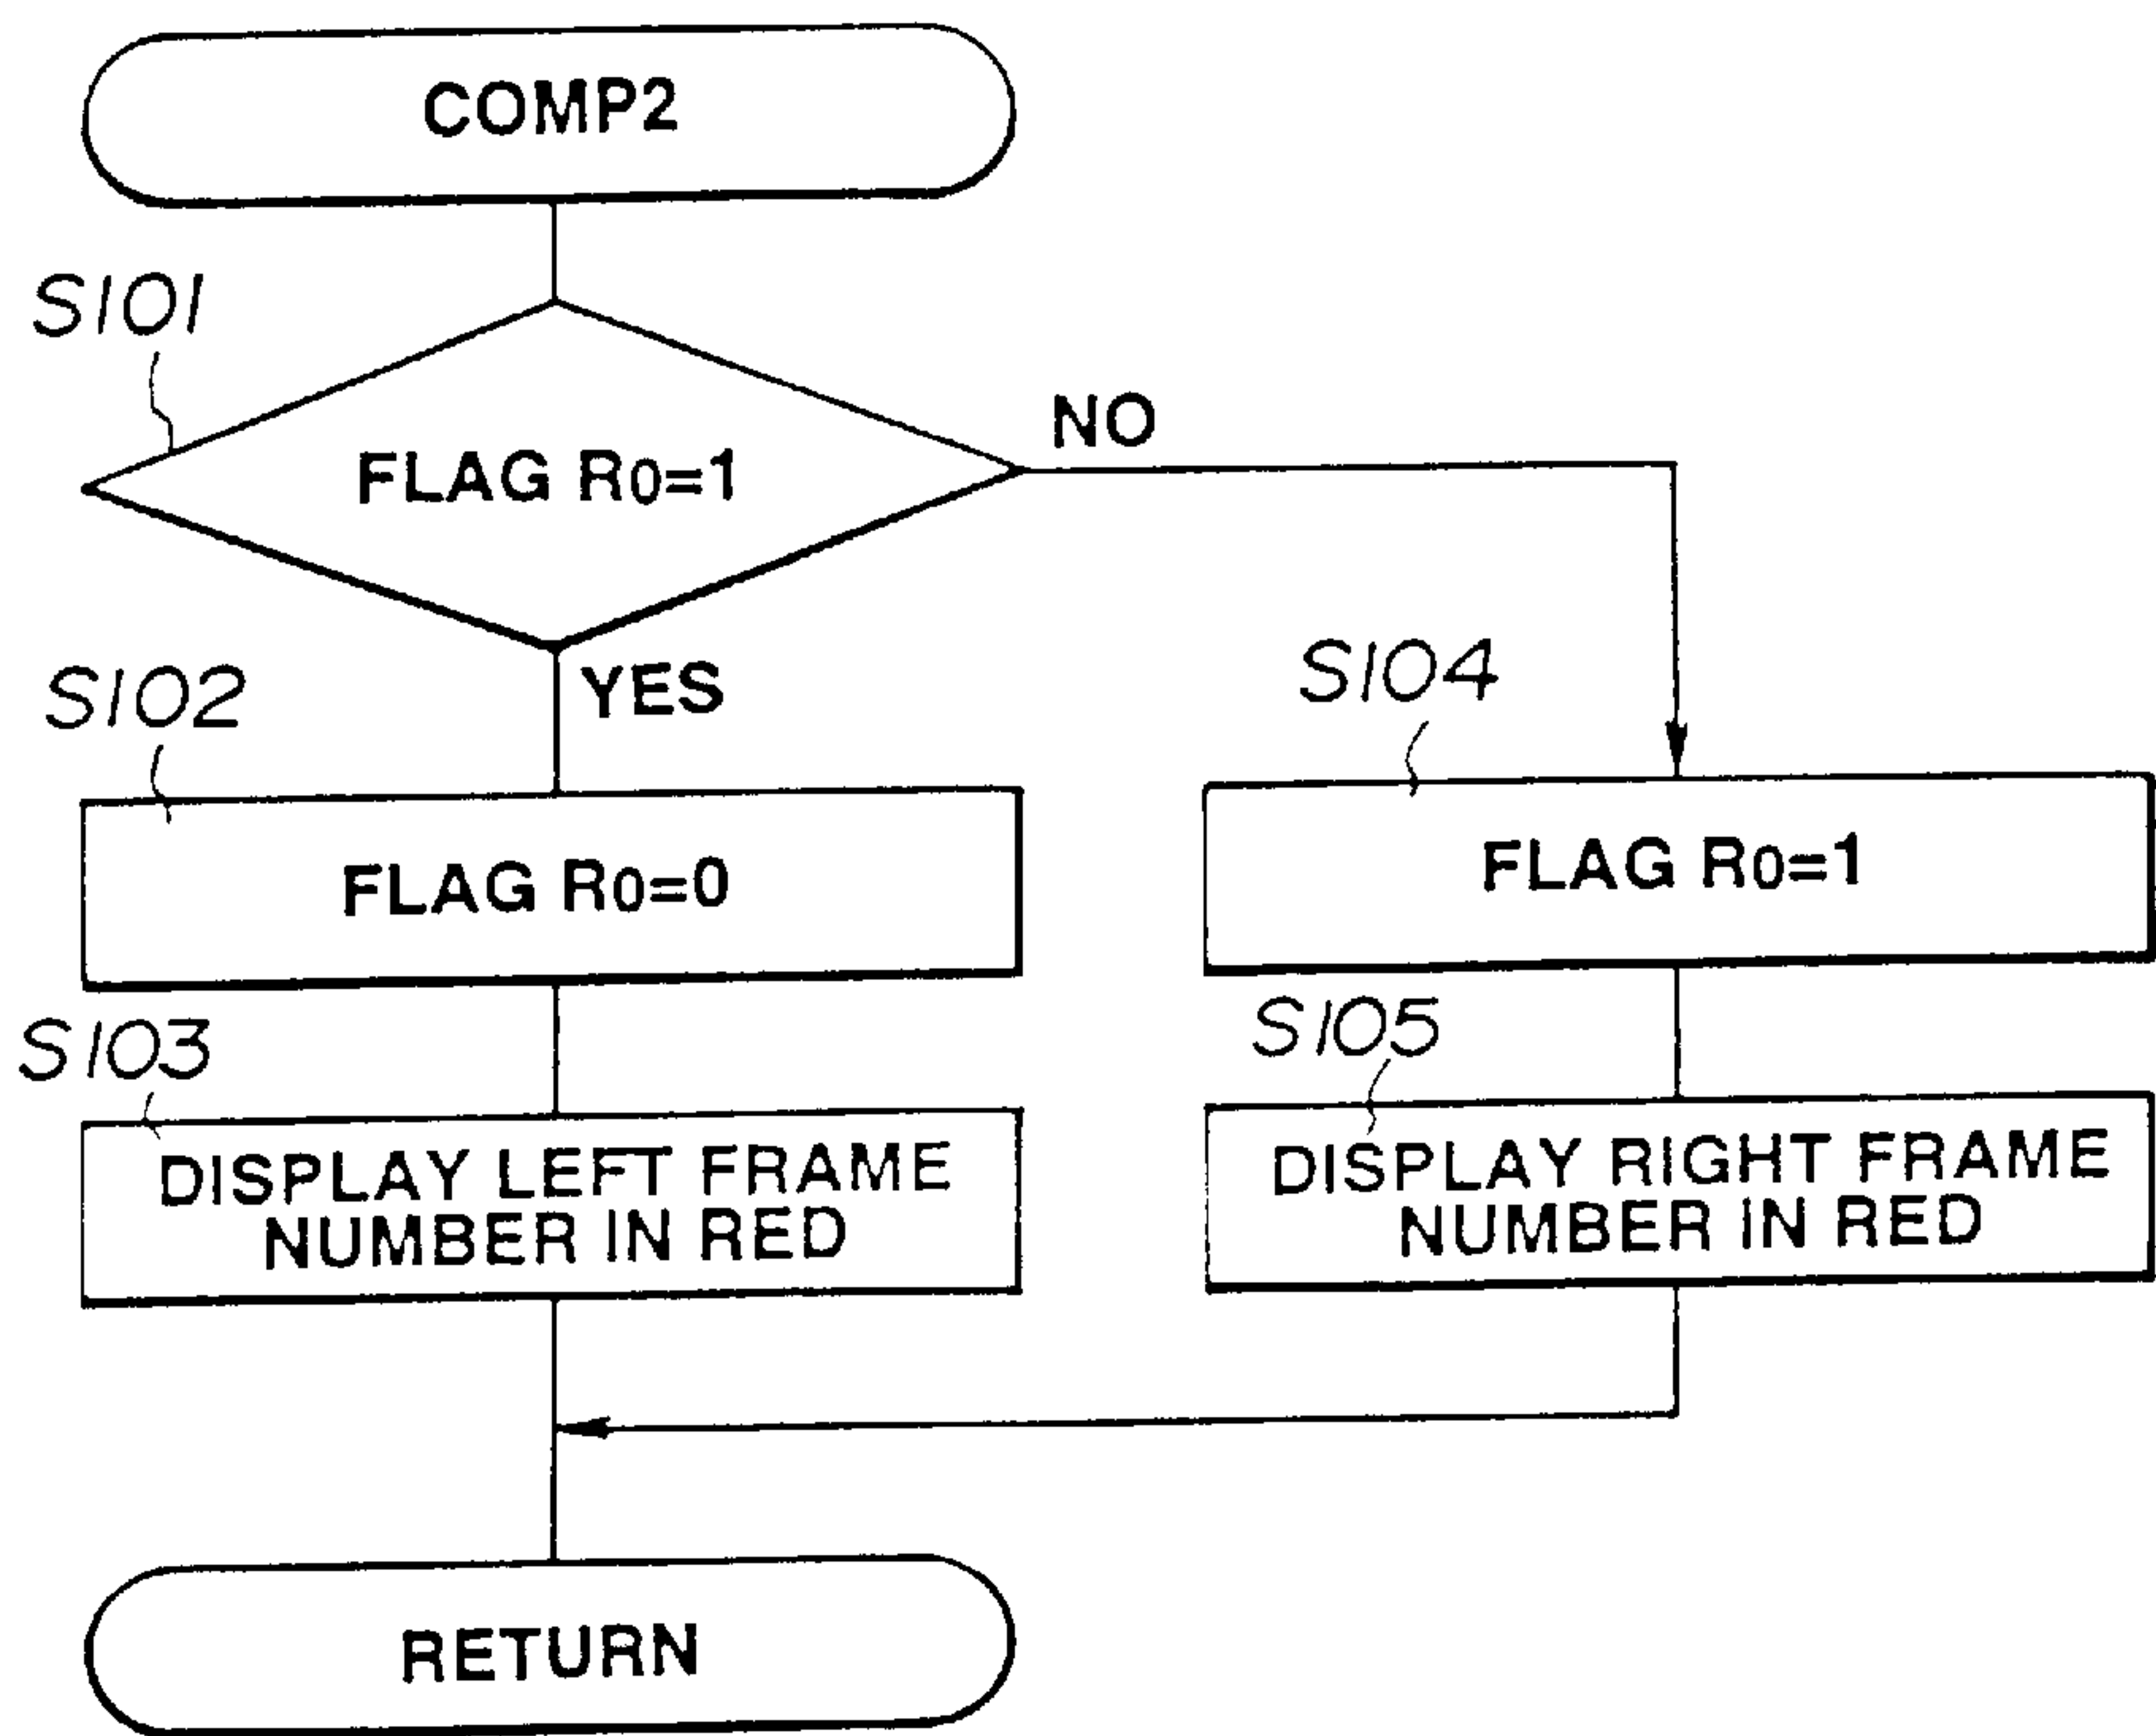 COMP2
S101
FLAG R0=1
NO
YES
S102
FLAG R0=0
S104
FLAG R0=1
S103
DISPLAY LEFT FRAME
NUMBER IN RED
S105
DISPLAY RIGHT FRAME
NUMBER IN RED
RETURN